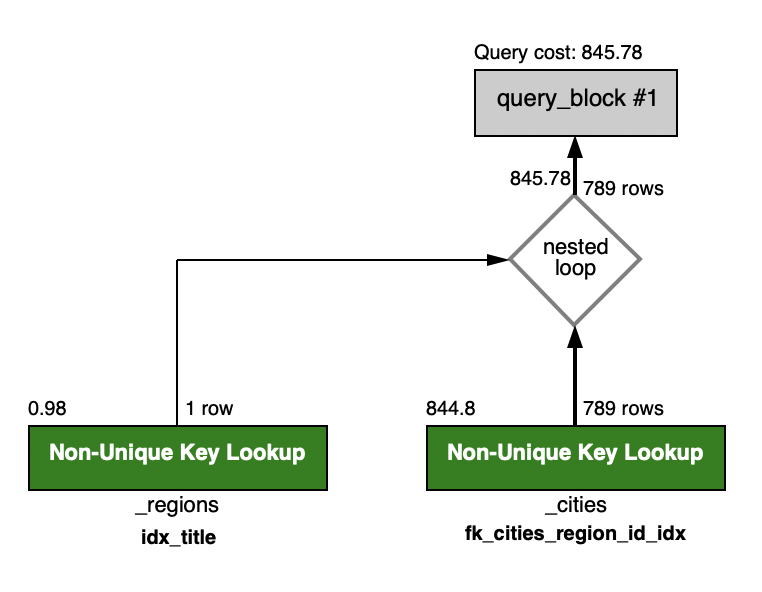 Query cost: 845.78
query_block #1
845.78
789 rows
nested
loop
0.98
1 row
844.8
789 rows
Non-Unique Key Lookup
Non-Unique Key Lookup
_regions
_cities
idx_title
fk_cities_region_id_idx